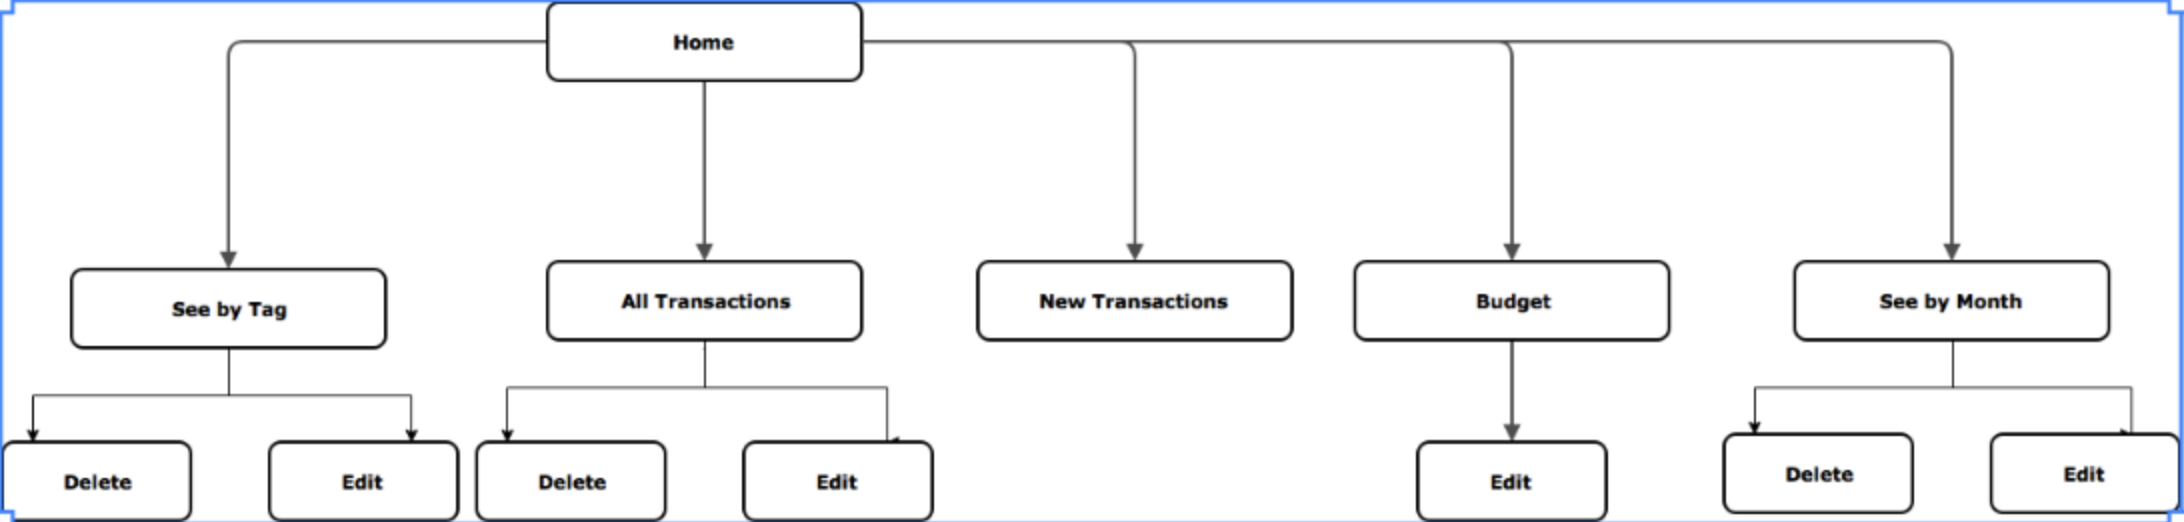 Home
See by Tag
All Transactions
New Transactions
Budget
See by Month
Delete
Edit
Delete
Edit
Edit
Delete
Edit